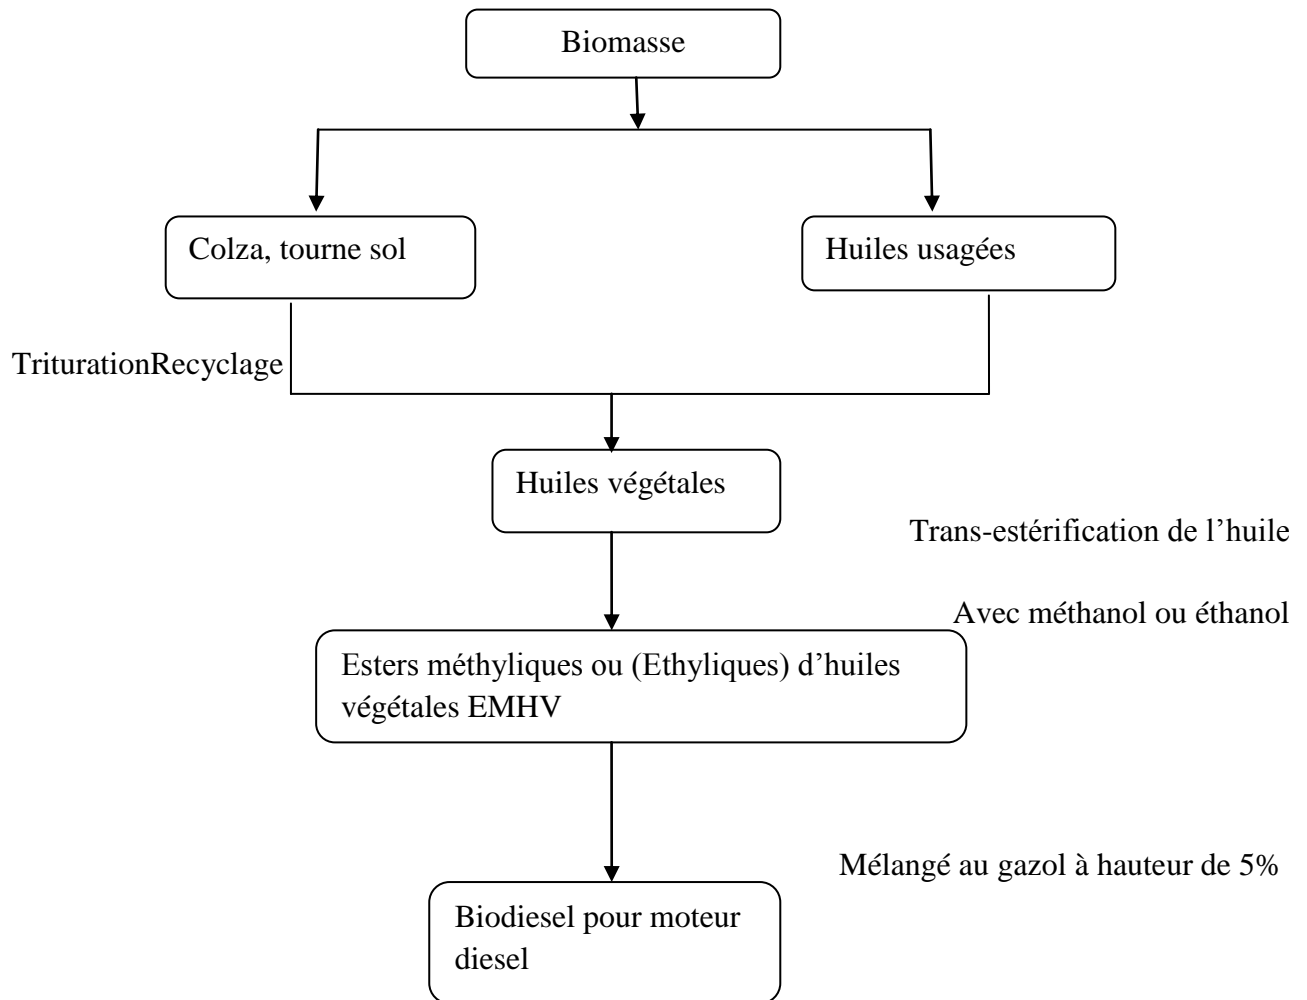 Biomasse
Colza, tourne sol
Huiles usagées
TriturationRecyclage
Huiles végétales
Trans-estérification de l’huile
Avec méthanol ou éthanol
Esters méthyliques ou (Ethyliques) d’huiles
végétales EMHV
Mélangé au gazol à hauteur de 5%
Biodiesel pour moteur
diesel